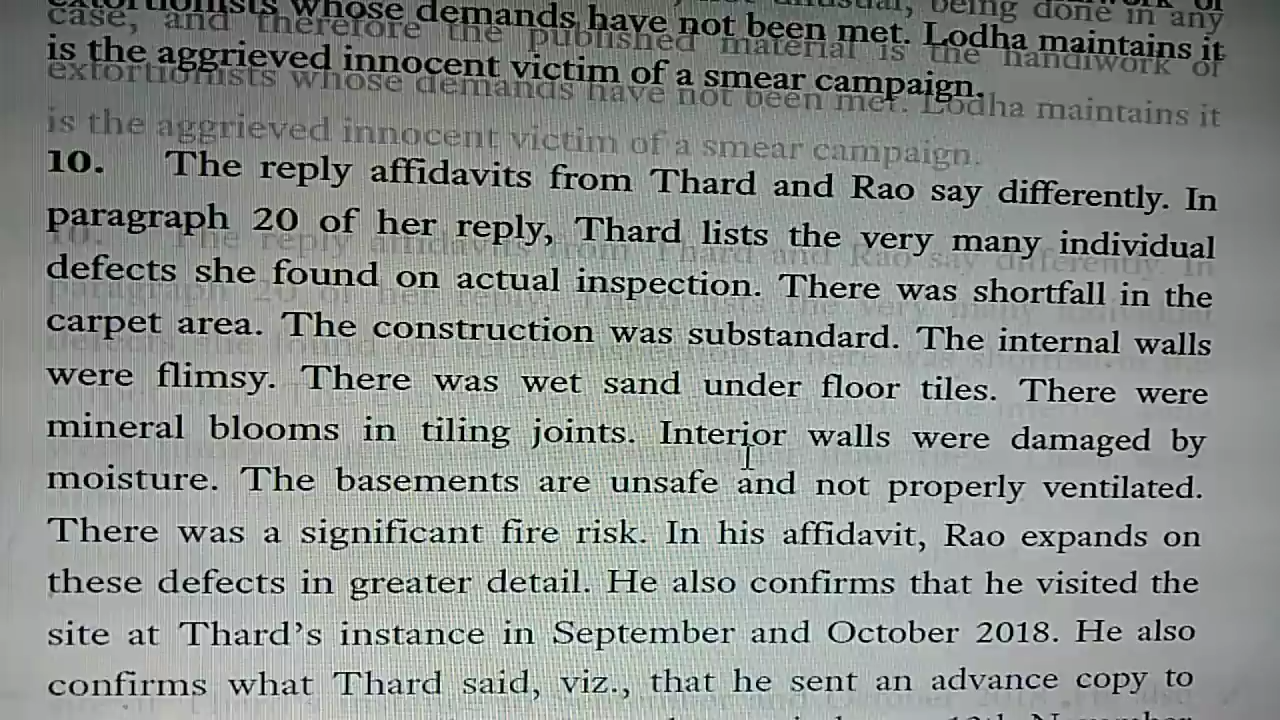 case, and therefore the published material is the handiwork of
extortionists whose demands have not been met. Lodha maintains it
is the aggrieved innocent victim of a smear campaign.
10. The reply affidavits from Thard and Rao say differently. In
paragraph 20 of her reply, Thard lists the very many individual
defects she found on actual inspection. There was shortfall in the
carpet area. The construction was substandard. The internal walls
were flimsy. There was wet sand under floor tiles. There were
mineral blooms in tiling joints. Interior walls were damaged by
moisture. The basements are unsafe and not properly ventilated.
There was a significant fire risk. In his affidavit, Rao expands on
these defects in greater detail. He also confirms that he visited the
site at Thard's instance in September and October 2018. He also
confirms what Thard said, viz., that he sent an advance copy to